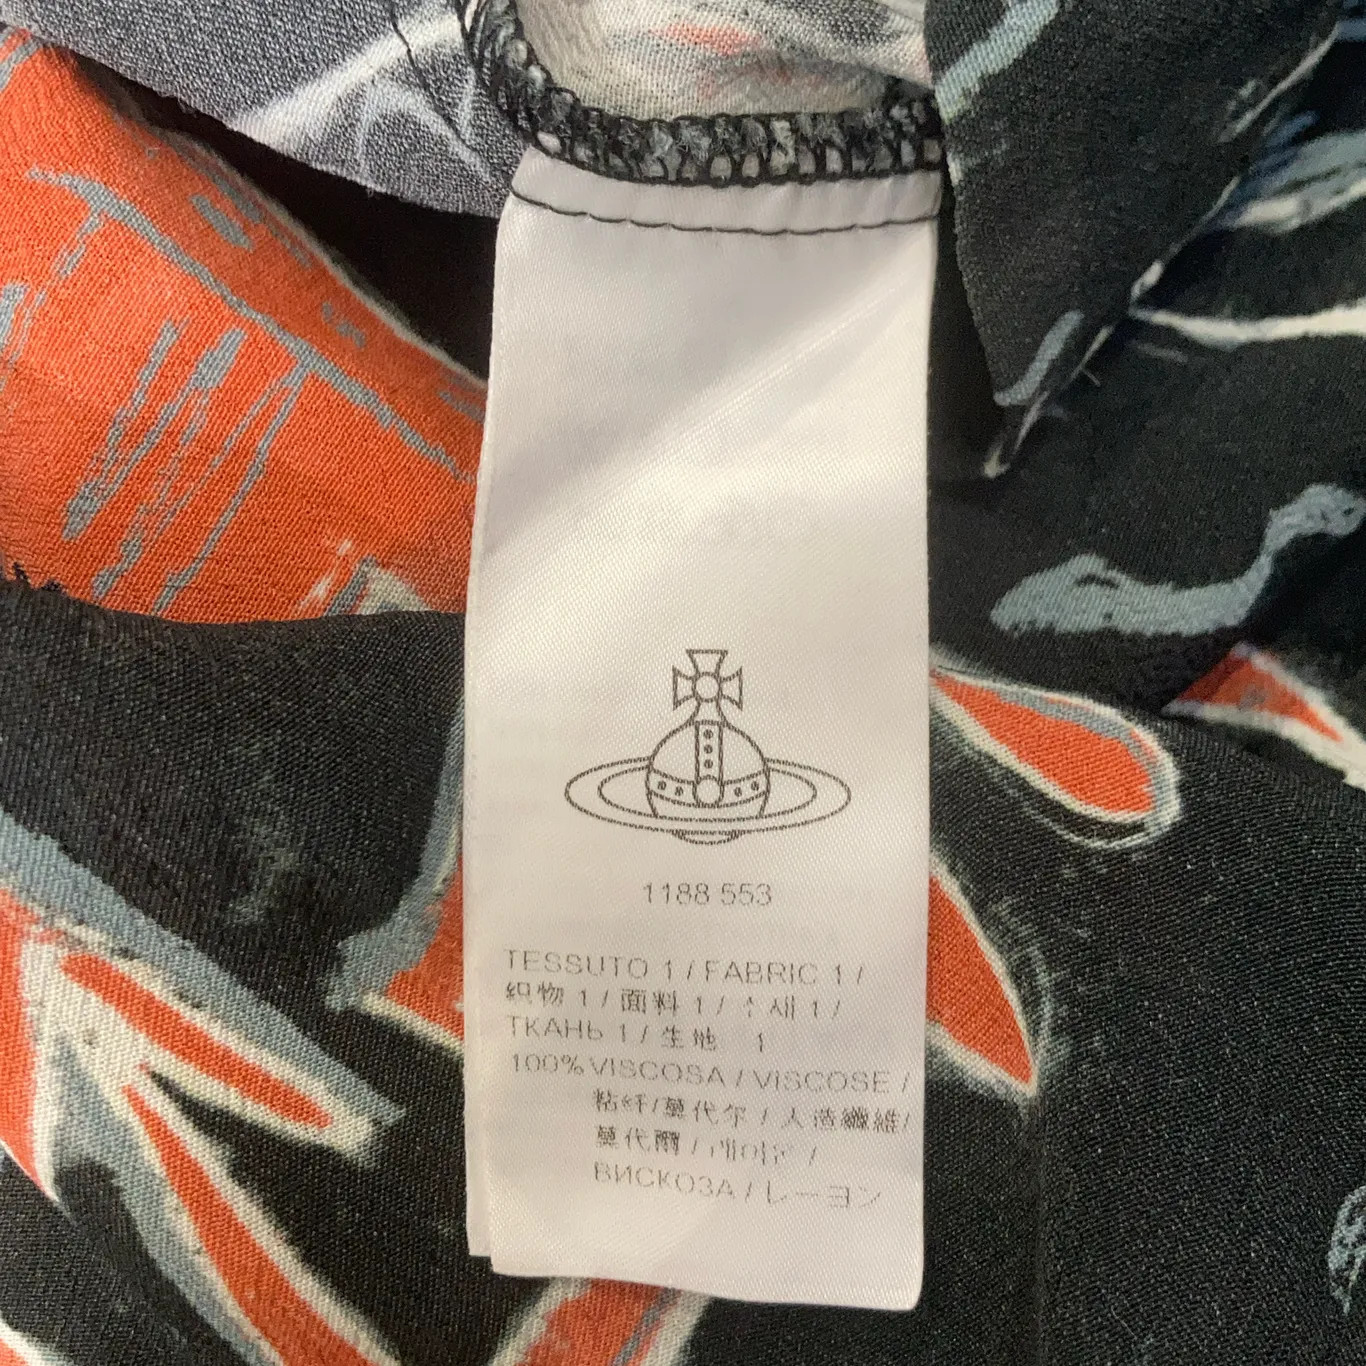 1188 553
TESSUTO 1 / FABRIC 1 /
织物 1 / 面料 1 / 소재 1 /
ТКАНЬ 1 / 生地 1
100% VISCOSA / VISCOSE /
粘纤/莫代尔 / 人造纖維/
莫代爾 / 레이온 /
ВИСКОЗА / レーヨン